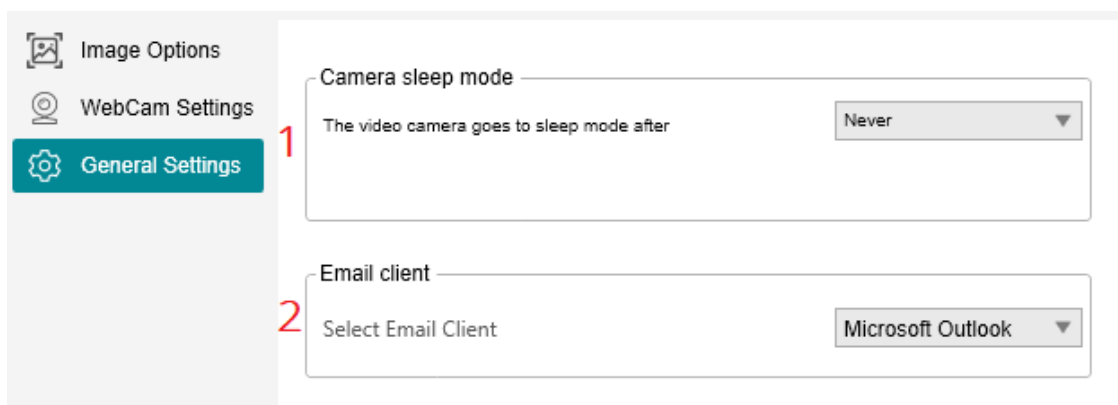 Image Options
WebCam Settings
General Settings
Camera sleep mode
1
The video camera goes to sleep mode after
Never
Email client
2
Select Email Client
Microsoft Outlook